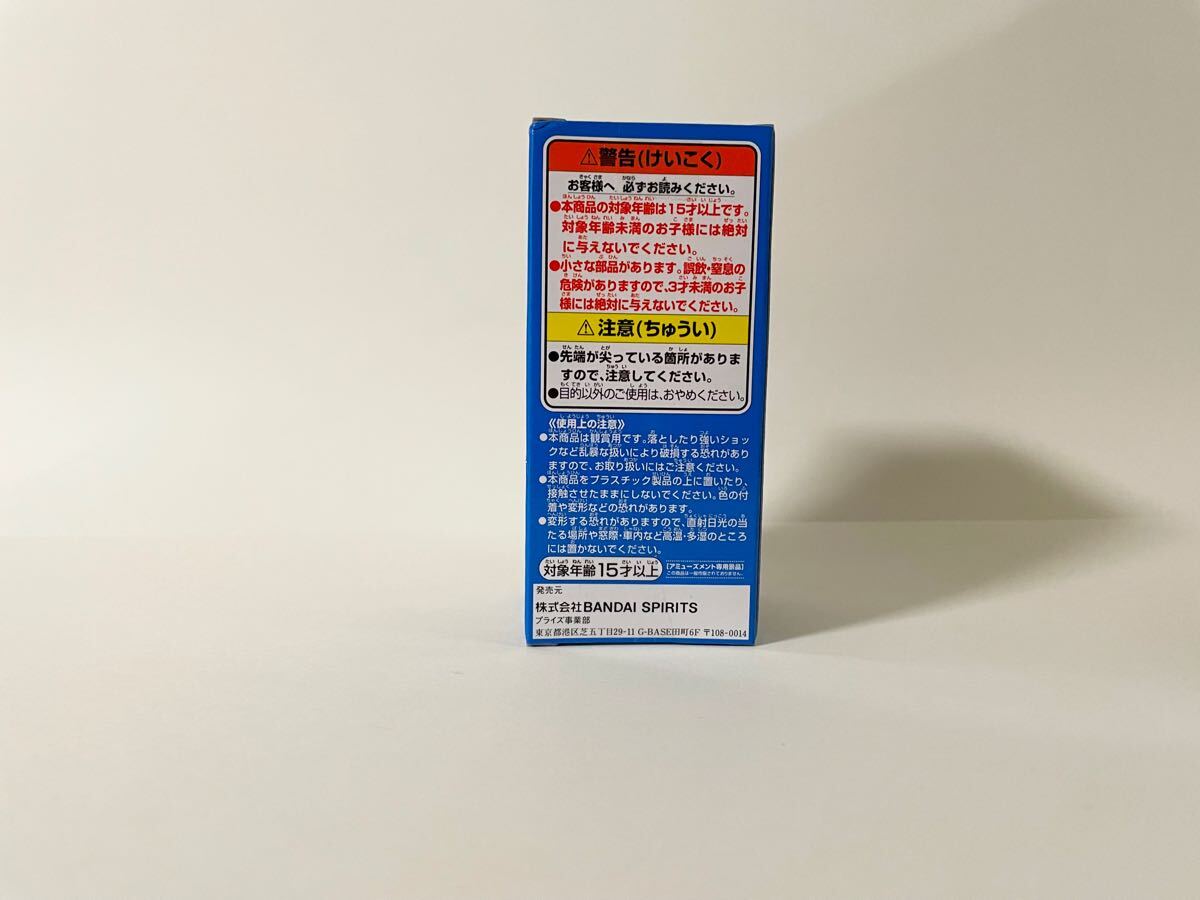 ⚠警告(けいこく)
お客様へ 必ずお読みください。
●本商品の対象年齢は15才以上です。
対象年齢未満のお子様には絶対
に与えないでください。
●小さな部品があります。誤飲・窒息の
危険がありますので、3才未満のお子
様には絶対に与えないでください。
⚠注意(ちゅうい)
●先端が尖っている箇所がありま
すので、注意してください。
●目的以外のご使用は、おやめください。
《使用上の注意》
●本商品は観賞用です。落としたり強いショッ
クなど乱暴な扱いにより破損する恐れがあり
ますので、お取り扱いにはご注意ください。
●本商品をプラスチック製品の上に置いたり、
接触させたままにしないでください。色の付
着や変形などの恐れがあります。
●変形する恐れがありますので、直射日光の当
たる場所や窓際・車内など高温・多湿のところ
には置かないでください。
対象年齢15才以上
[アミューズメント専用景品]
この商品は一般市販されておりません。
発売元
株式会社BANDAI SPIRITS
プライズ事業部
東京都港区芝五丁目29-11 G-BASE田町6F 〒108-0014